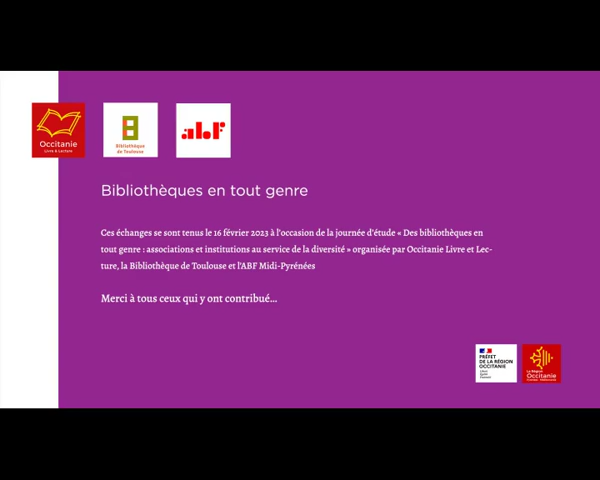 Occitanie
Livre & Lecture
Bibliothèque
de Toulouse
abf
Bibliothèques en tout genre
Ces échanges se sont tenus le 16 février 2023 à l'occasion de la journée d'étude « Des bibliothèques en
tout genre : associations et institutions au service de la diversité » organisée par Occitanie Livre et Lec-
ture, la Bibliothèque de Toulouse et l'ABF Midi-Pyrénées
Merci à tous ceux qui y ont contribué...
PRÉFET
DE LA RÉGION
OCCITANIE
La Région
Occitanie